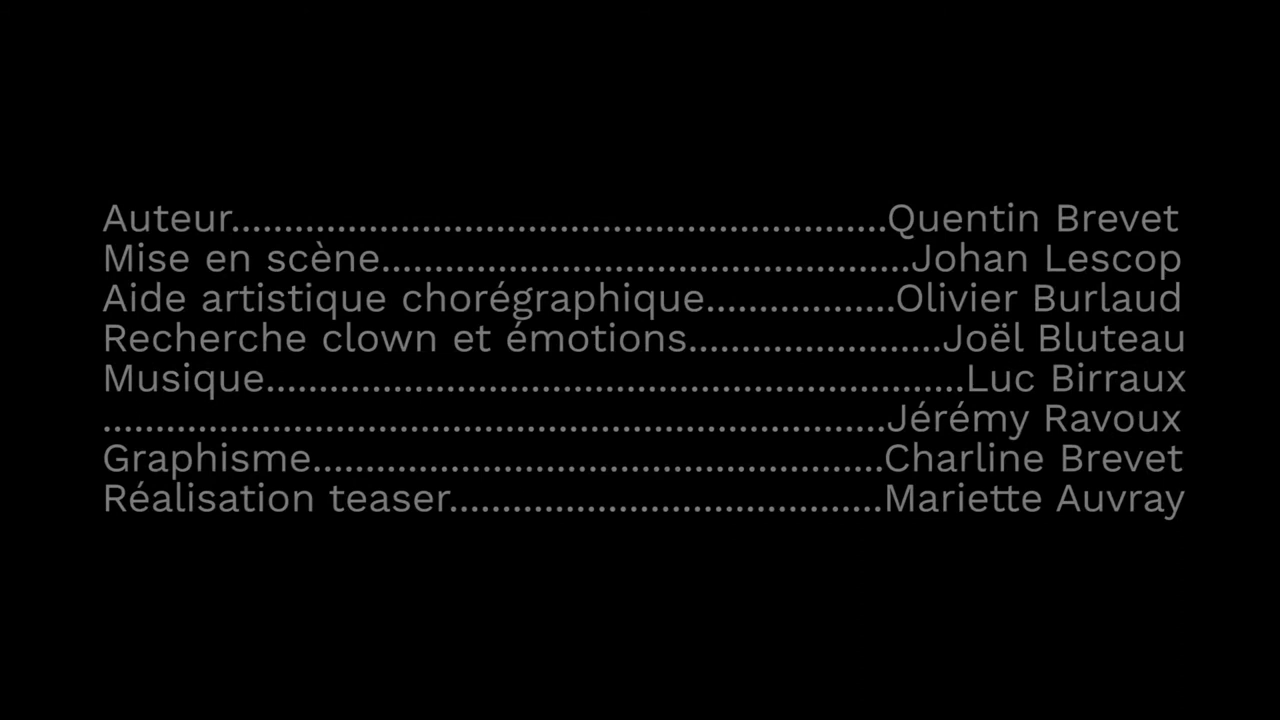 Auteur..............................................................Quentin Brevet
Mise en scène..................................................Johan Lescop
Aide artistique chorégraphique..................Olivier Burlaud
Recherche clown et émotions........................Joël Bluteau
Musique..................................................................Luc Birraux
..........................................................................Jérémy Ravoux
Graphisme......................................................Charline Brevet
Réalisation teaser.........................................Mariette Auvray